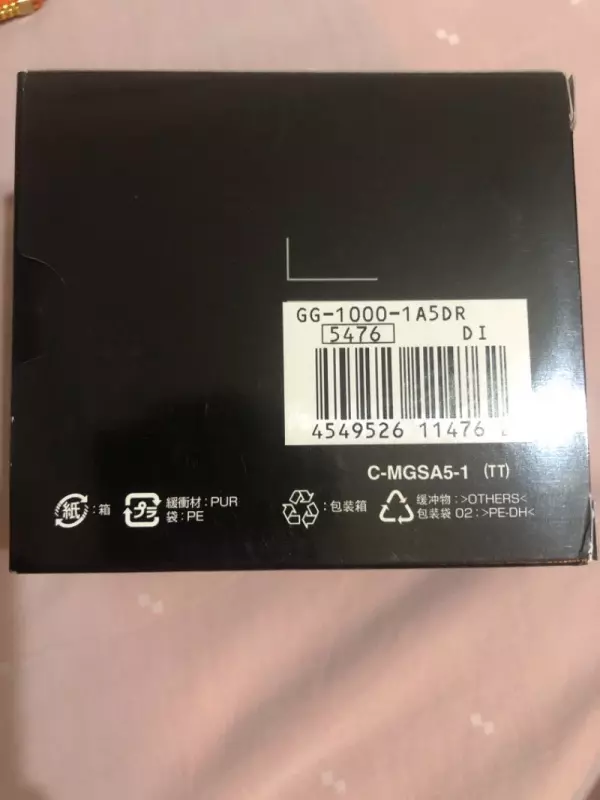 GG-1000-1A5DR
5476 DI
4549526 11476
C-MGSA5-1 (TT)
紙 : 箱
プラ 緩衝材 : PUR
袋 : PE
: 包装箱
缓冲物 : >OTHERS<
包装袋 02 : >PE-DH<